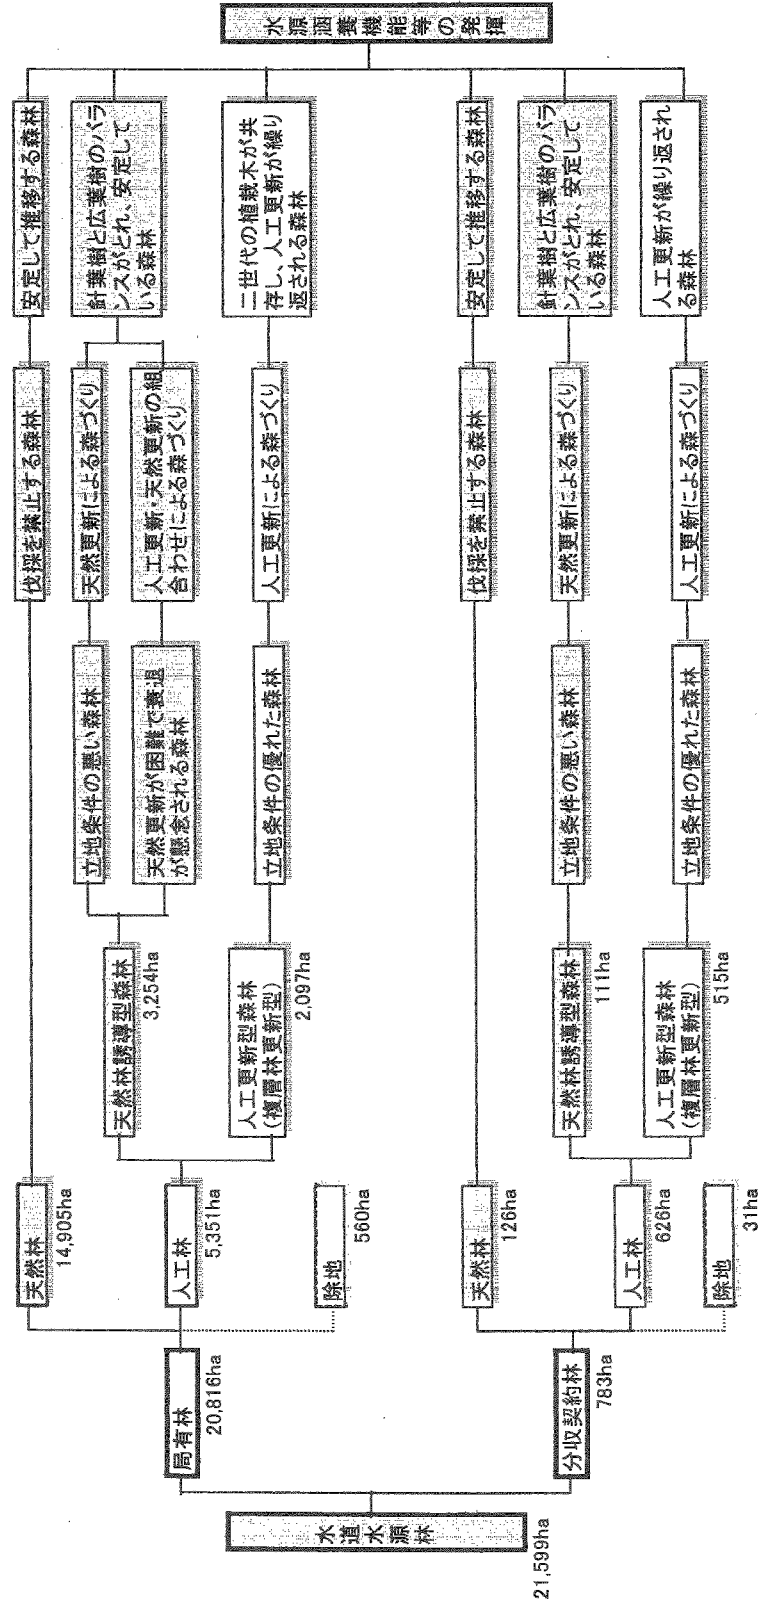 水道水源林
21,599ha
局有林
20,816ha
天然林
14,905ha
伐採を禁止する森林
安定して推移する森林
人工林
5,351ha
天然林誘導型森林
3,254ha
立地条件の悪い森林
天然更新による森づくり
天然更新が困難で衰退
が懸念される森林
人工更新・天然更新の組
合わせによる森づくり
針葉樹と広葉樹のバラ
ンスがとれ、安定して
いる森林
人工更新型森林
(複層林更新型)
2,097ha
立地条件の優れた森林
人工更新による森づくり
二世代の植栽木が共
存し、人工更新が繰り
返される森林
除地
560ha
分収契約林
783ha
天然林
126ha
伐採を禁止する森林
安定して推移する森林
人工林
626ha
天然林誘導型森林
111ha
立地条件の悪い森林
天然更新による森づくり
針葉樹と広葉樹のバラ
ンスがとれ、安定して
いる森林
人工更新型森林
(複層林更新型)
515ha
立地条件の優れた森林
人工更新による森づくり
人工更新が繰り返され
る森林
除地
31ha
水源涵養機能等の発揮